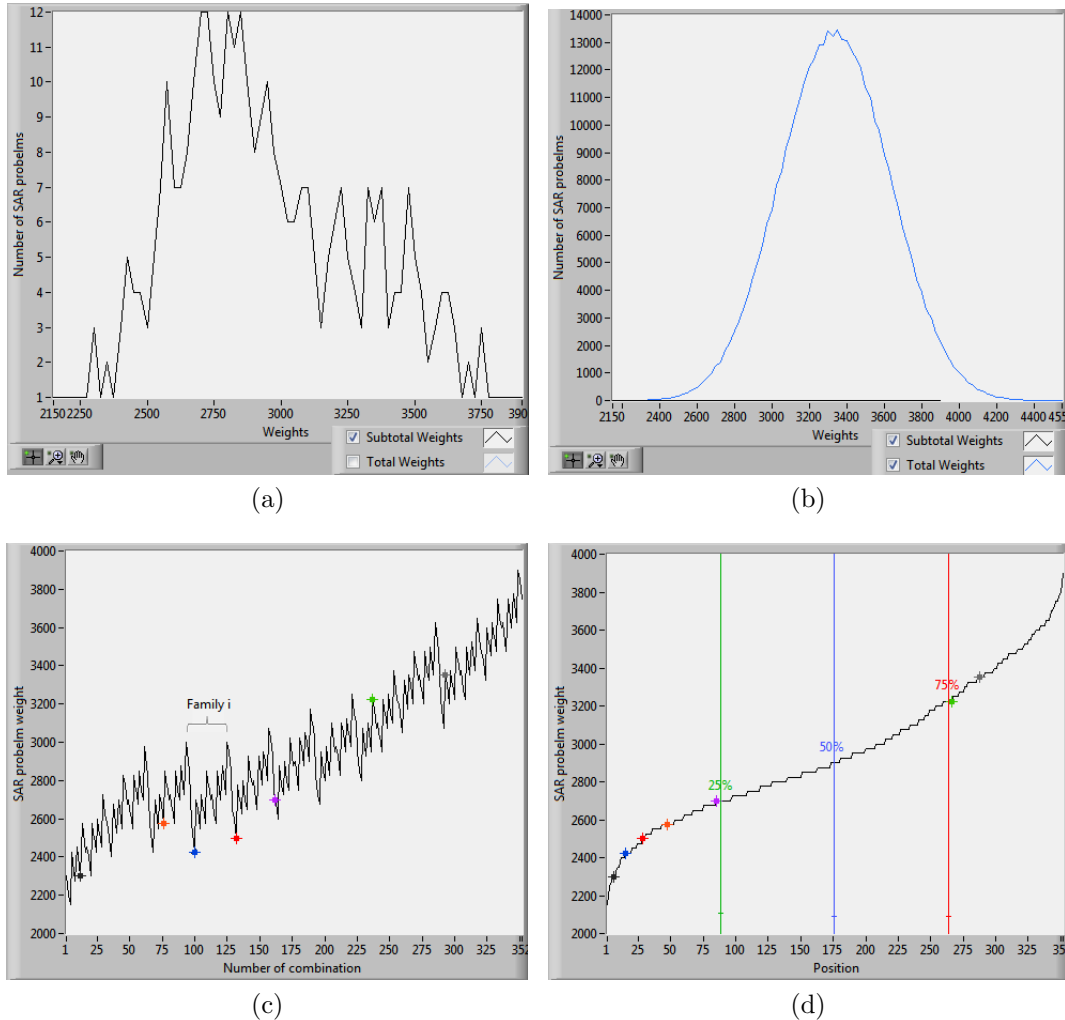 12
11
10
9
8
7
6
5
4
3
2
1
Number of SAR probelms
2150 2250 2500 2750 3000 3250 3500 3750 390
Weights
Subtotal Weights
Total Weights
(a)
14000
13000
12000
11000
10000
9000
8000
7000
6000
5000
4000
3000
2000
1000
0
Number of SAR probelms
2150 2400 2600 2800 3000 3200 3400 3600 3800 4000 4200 4400 455
Weights
Subtotal Weights
Total Weights
(b)
4000
3800
3600
3400
3200
3000
2800
2600
2400
2200
2000
SAR probelm weight
Family i
1 25 50 75 100 125 150 175 200 225 250 275 300 325 352
Number of combination
(c)
4000
3800
3600
3400
3200
3000
2800
2600
2400
2200
2000
SAR probelm weight
25%
50%
75%
1 25 50 75 100 125 150 175 200 225 250 275 300 325 35
Position
(d)